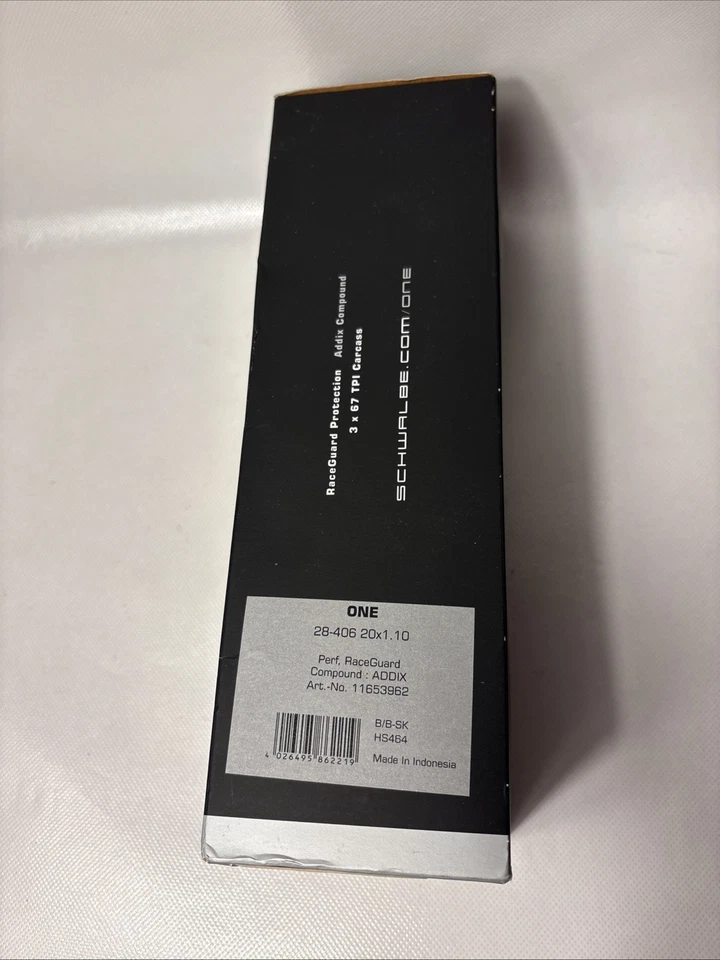 RaceGuard Protection Addix Compound
3 x 67 TPI Carcass
SCHWALBE.COM/ONE
ONE
28-406 20x1.10
Perf, RaceGuard
Compound : ADDIX
Art.-No. 11653962
B/B-SK
HS464
4 026495 862219
Made In Indonesia